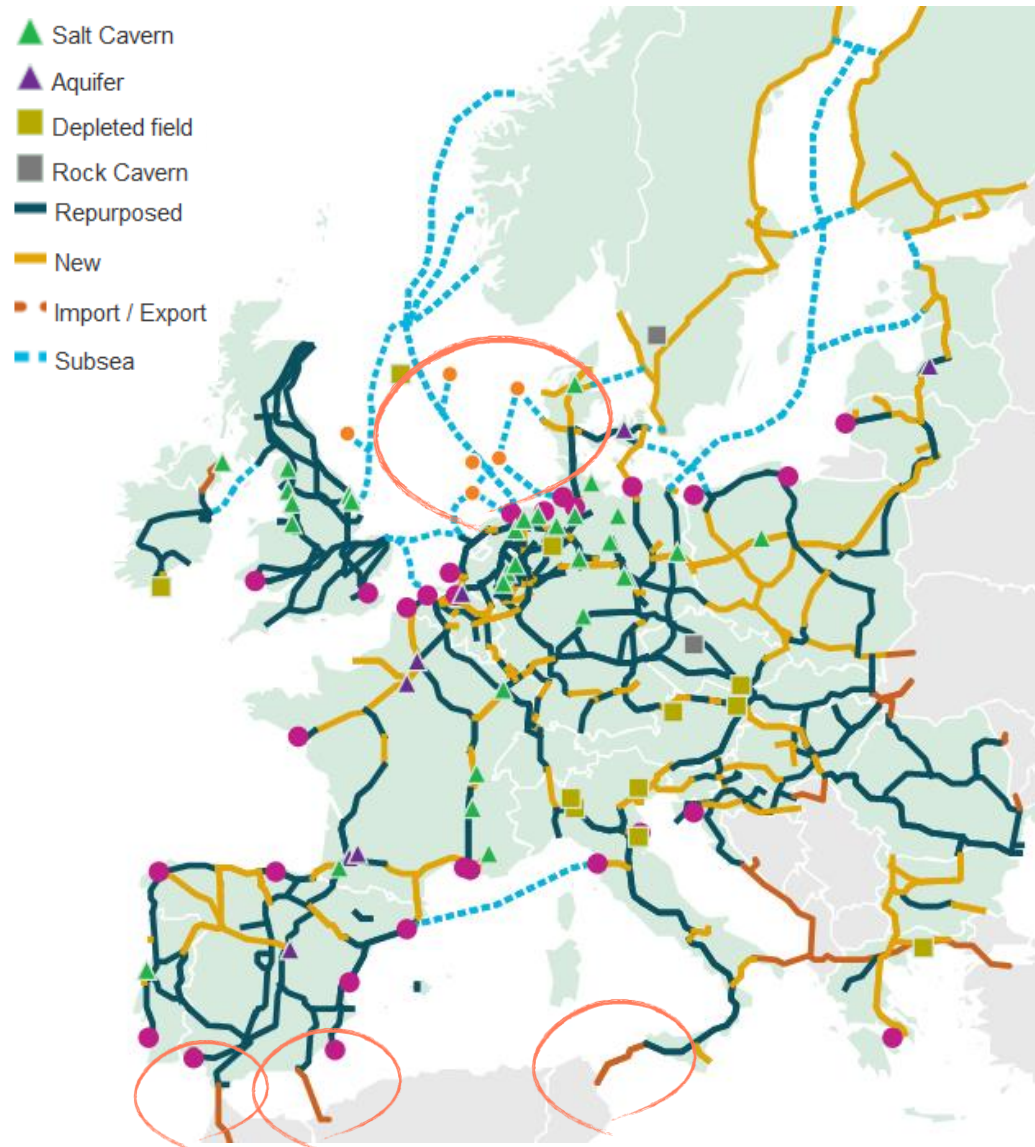 Salt Cavern
Aquifer
Depleted field
Rock Cavern
Repurposed
New
Import / Export
Subsea